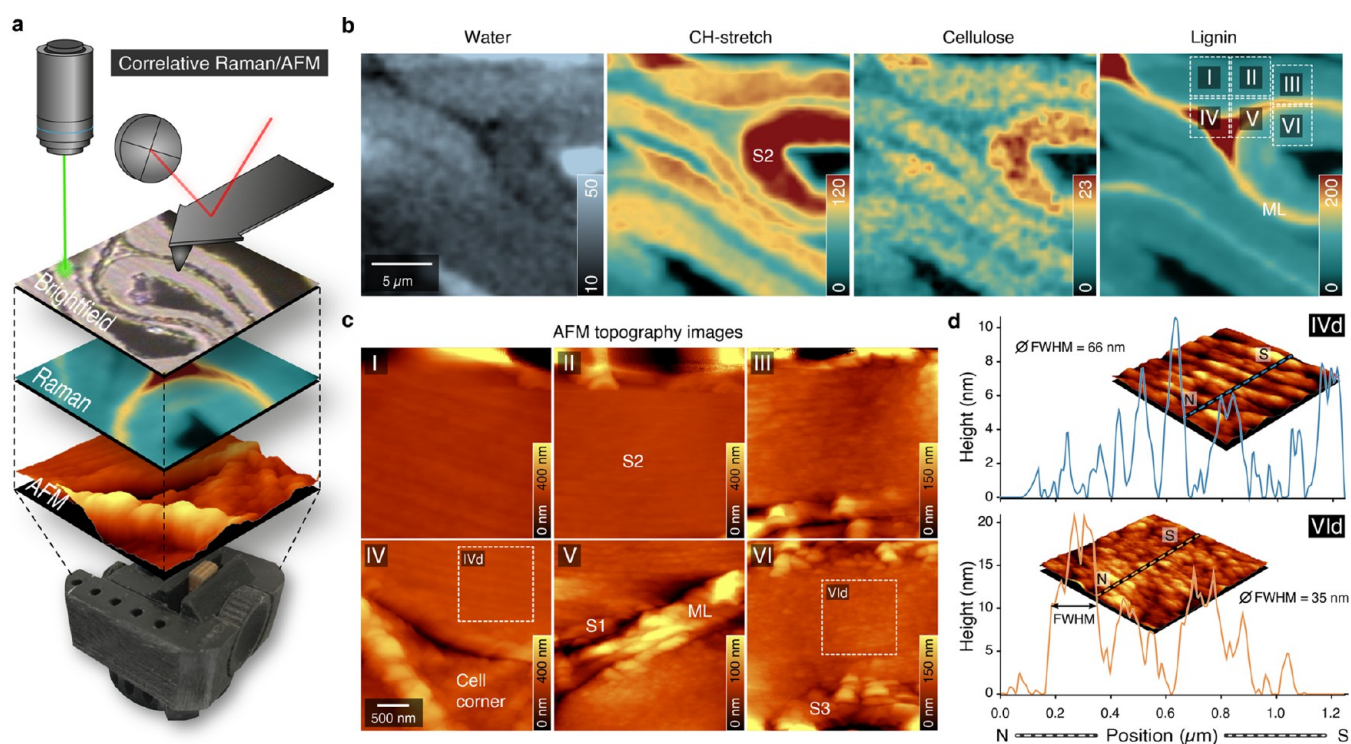 a
Correlative Raman/AFM
Brightfield
Raman
AFM
b
Water
CH-stretch
Cellulose
Lignin
5 µm
10 50
S2
0 120
0 23
I II III
IV V VI
ML
0 200
c
AFM topography images
I
0 nm 400 nm
II
S2
0 nm 400 nm
III
0 nm 150 nm
IV
IVd
Cell
corner
500 nm
0 nm 400 nm
V
S1
ML
0 nm 100 nm
VI
VId
S3
0 nm 150 nm
d
IVd
Ø FWHM = 66 nm
N
S
Height (nm)
10
8
6
4
2
0
VId
Ø FWHM = 35 nm
N
S
FWHM
Height (nm)
20
15
10
5
0
0.0 0.2 0.4 0.6 0.8 1.0 1.2
N Position (µm) S